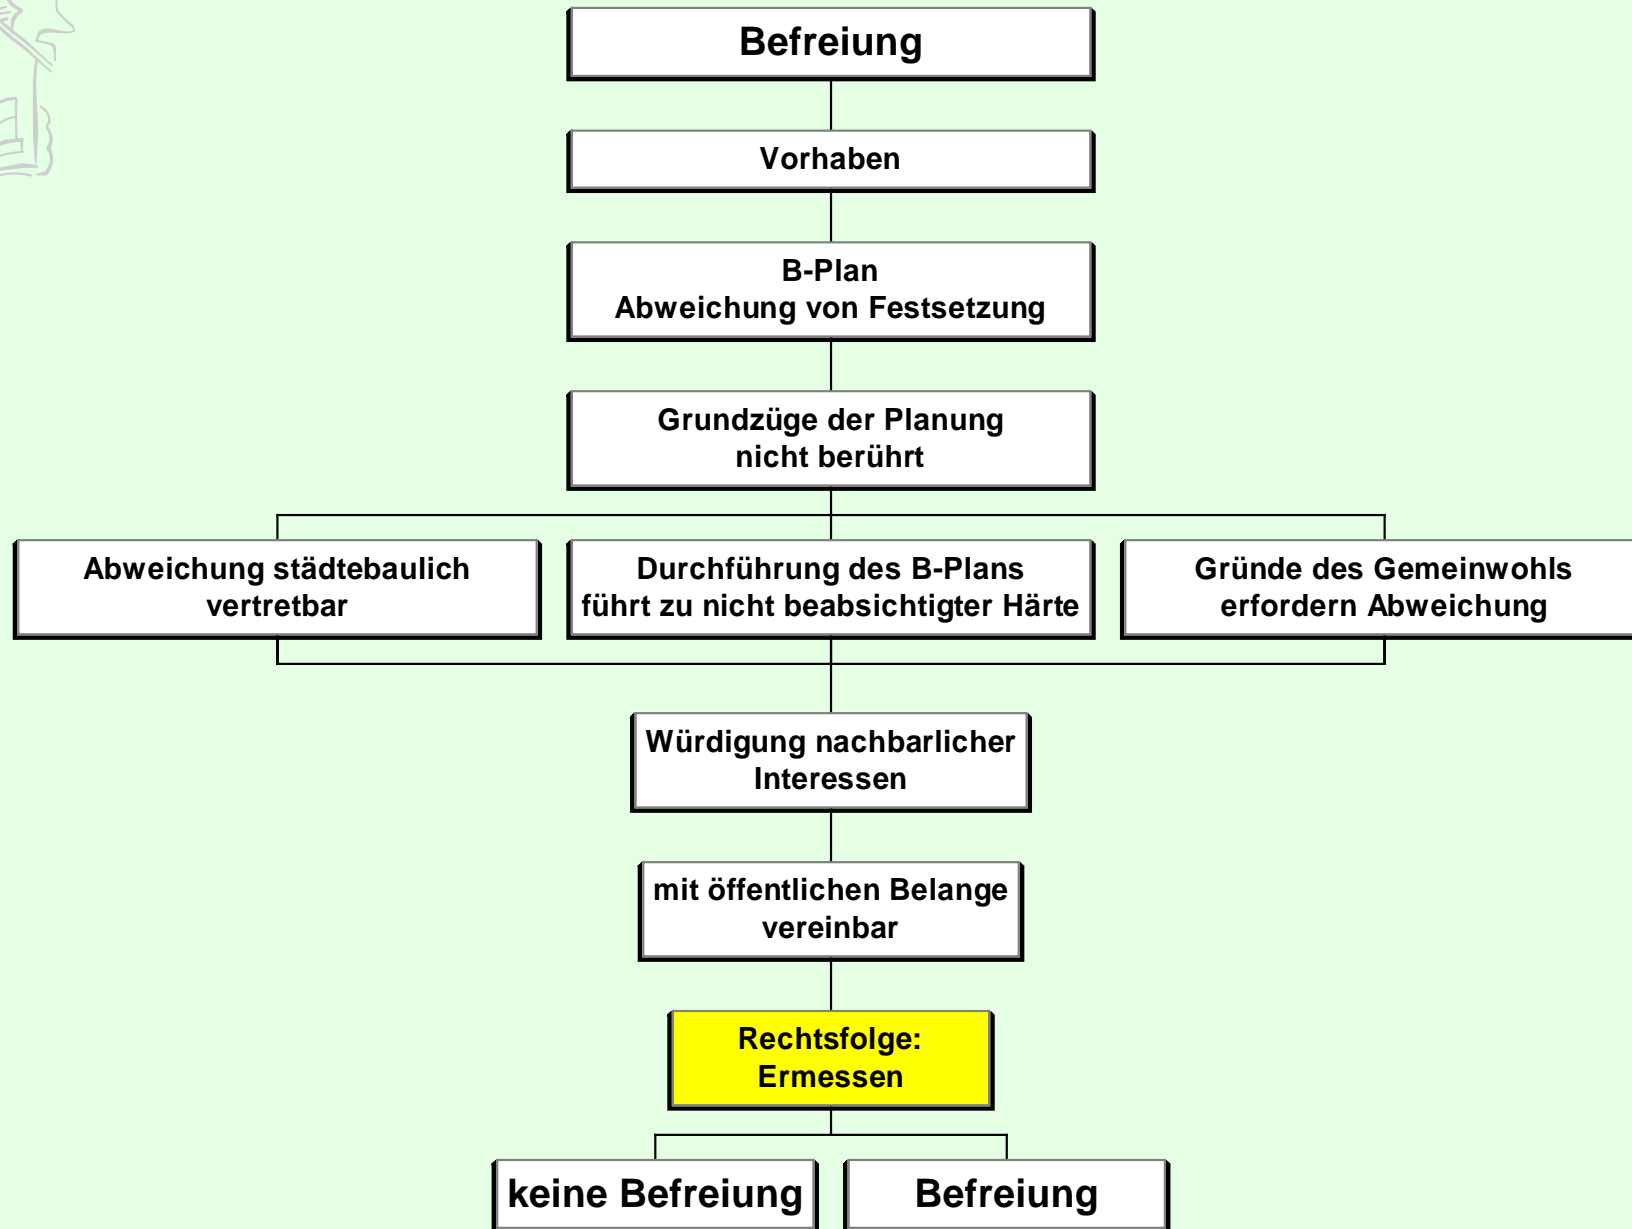 Befreiung
Vorhaben
B-Plan
Abweichung von Festsetzung
Grundzüge der Planung
nicht berührt
Abweichung städtebaulich
vertretbar
Durchführung des B-Plans
führt zu nicht beabsichtigter Härte
Gründe des Gemeinwohls
erfordern Abweichung
Würdigung nachbarlicher
Interessen
mit öffentlichen Belange
vereinbar
Rechtsfolge:
Ermessen
keine Befreiung
Befreiung